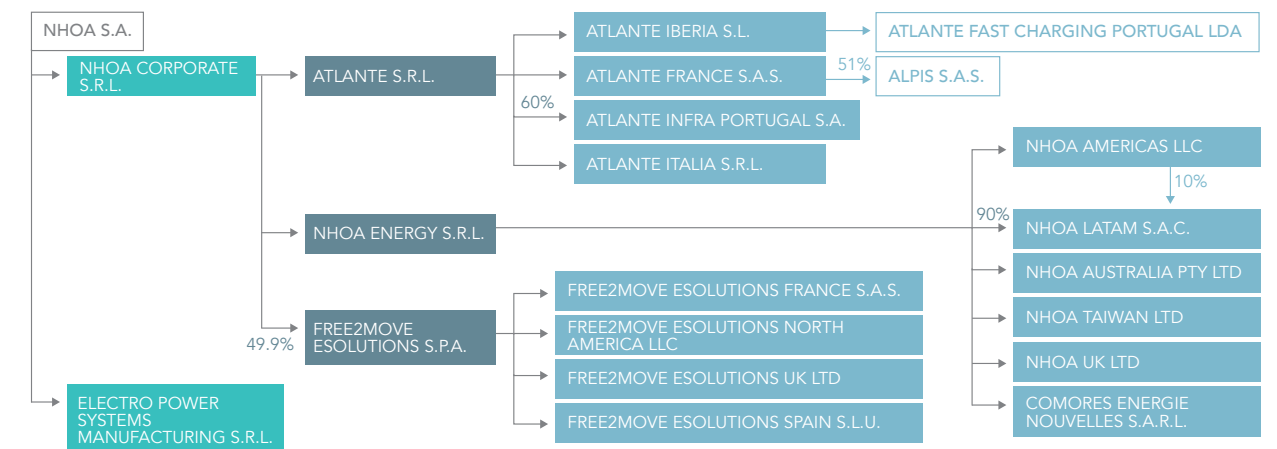 NHOA S.A.
NHOA CORPORATE
S.R.L.
ATLANTE S.R.L.
ATLANTE IBERIA S.L.
ATLANTE FAST CHARGING PORTUGAL LDA
ATLANTE FRANCE S.A.S.
51%
ALPIS S.A.S.
60%
ATLANTE INFRA PORTUGAL S.A.
ATLANTE ITALIA S.R.L.
NHOA ENERGY S.R.L.
NHOA AMERICAS LLC
10%
90%
NHOA LATAM S.A.C.
NHOA AUSTRALIA PTY LTD
NHOA TAIWAN LTD
NHOA UK LTD
COMORES ENERGIE
NOUVELLES S.A.R.L.
49.9%
FREE2MOVE
ESOLUTIONS S.P.A.
FREE2MOVE ESOLUTIONS FRANCE S.A.S.
FREE2MOVE ESOLUTIONS NORTH
AMERICA LLC
FREE2MOVE ESOLUTIONS UK LTD
FREE2MOVE ESOLUTIONS SPAIN S.L.U.
ELECTRO POWER
SYSTEMS
MANUFACTURING S.R.L.